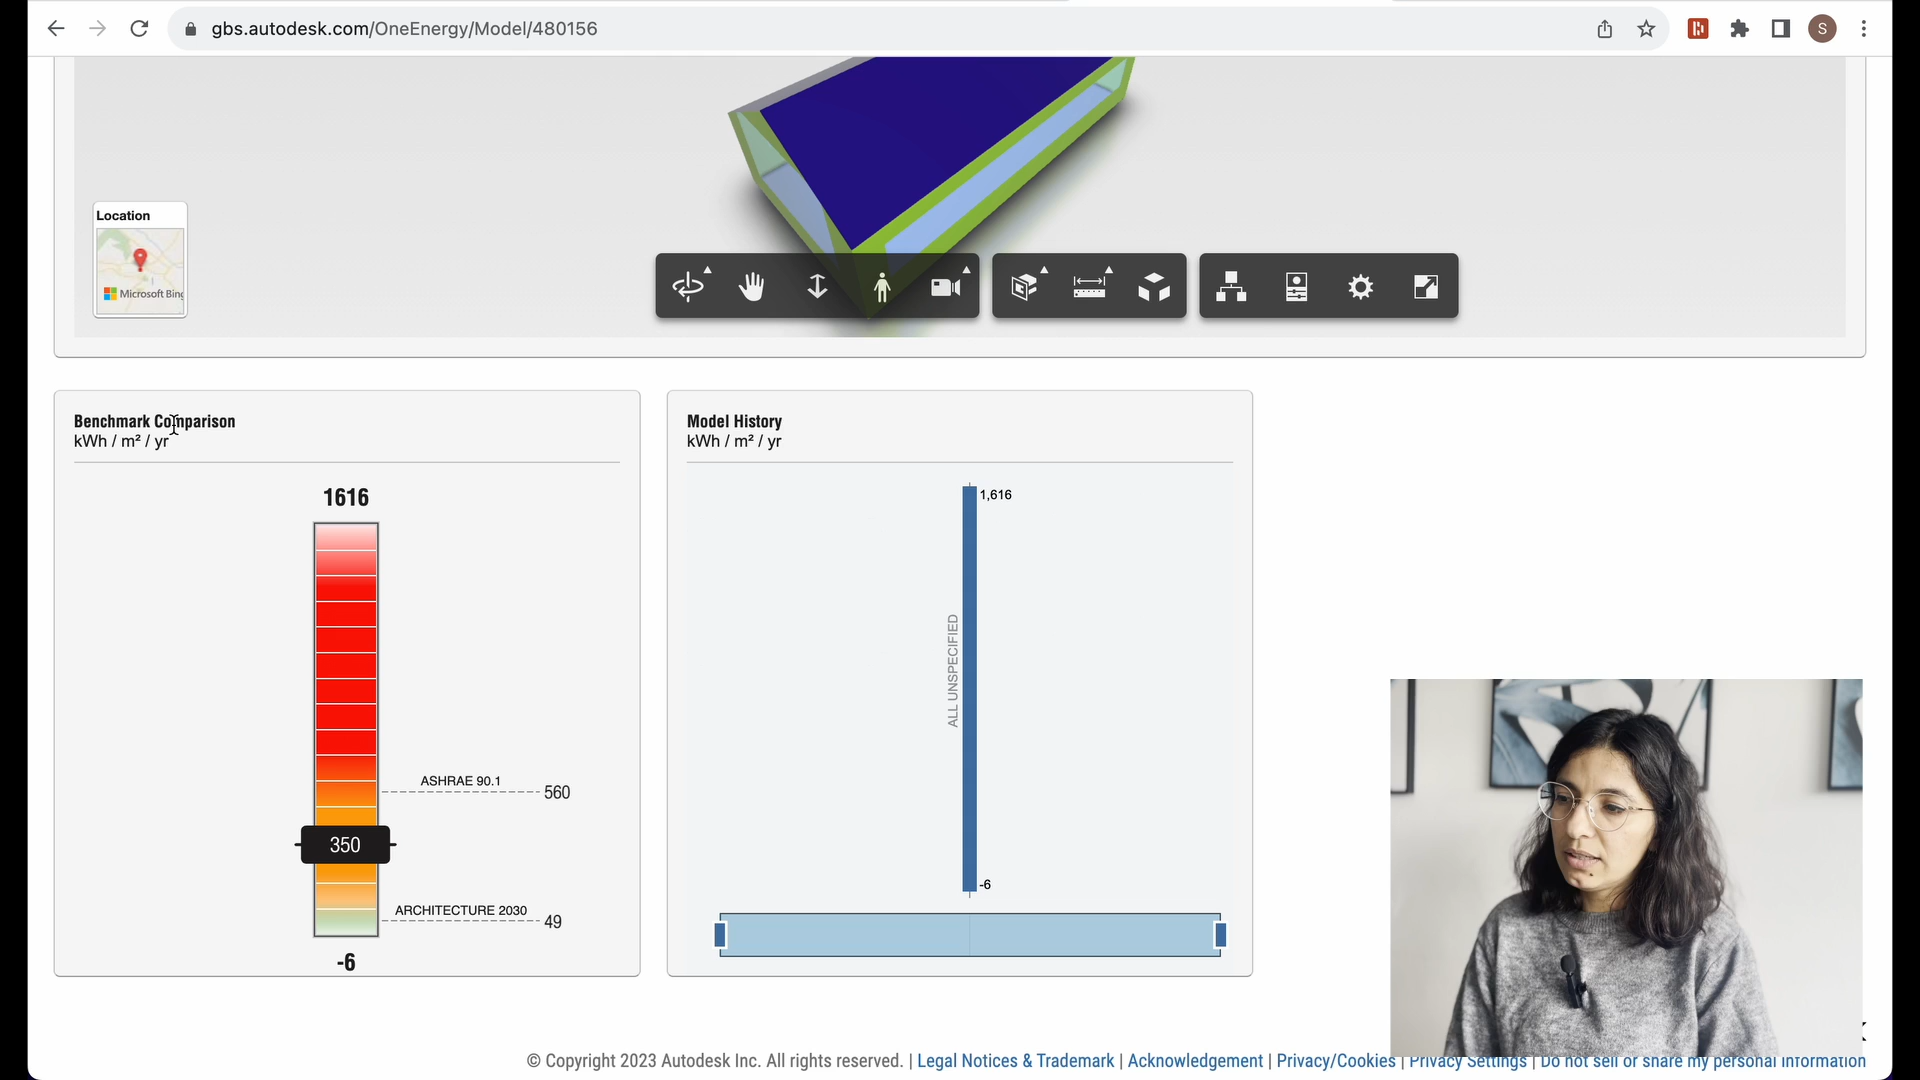 gbs.autodesk.com/OneEnergy/Model/480156
S
Location
Microsoft Bing
Benchmark Comparison
kWh / m² / yr
1616
ASHRAE 90.1
560
350
ARCHITECTURE 2030
49
-6
Model History
kWh / m² / yr
1,616
ALL UNSPECIFIED
-6
© Copyright 2023 Autodesk Inc. All rights reserved. | Legal Notices & Trademark | Acknowledgement | Privacy/Cookies | Privacy Settings | Do not sell or share my personal information